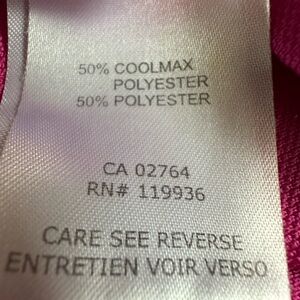 50% COOLMAX
POLYESTER
50% POLYESTER
CA 02764
RN# 119936
CARE SEE REVERSE
ENTRETIEN VOIR VERSO